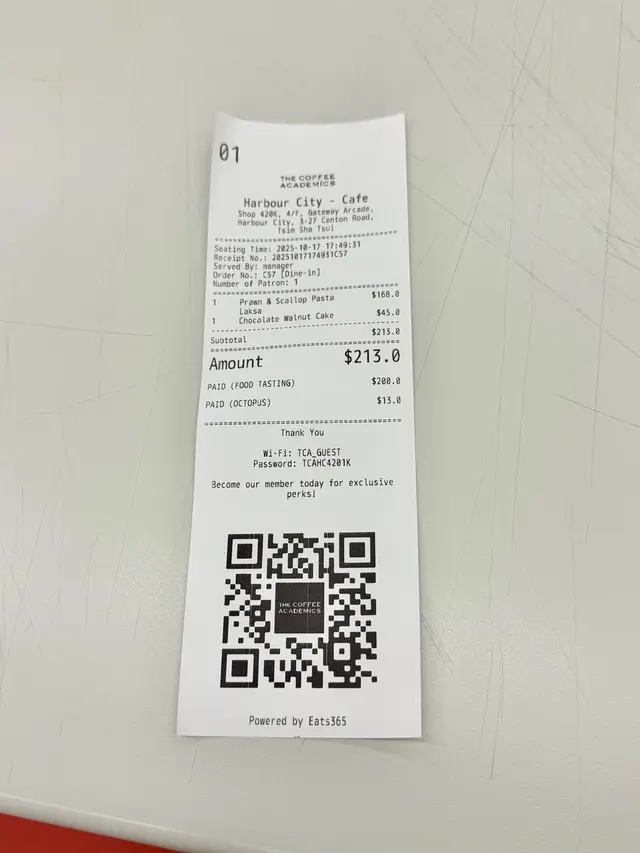 01
THE COFFEE
ACADEMICS
Harbour City - Cafe
Shop 420K, 4/F, Gateway Arcade,
Harbour City, 3-27 Canton Road,
Tsim Sha Tsui
Seating Time: 2025-10-17 17:49:31
Receipt No.: 20251017174931C57
Served By: manager
Order No.: C57 [Dine-in]
Number of Patron: 1
1 Prawn & Scallop Pasta $168.0
Laksa
1 Chocolate Walnut Cake $45.0
Subtotal $213.0
Amount $213.0
PAID (FOOD TASTING) $200.0
PAID (OCTOPUS) $13.0
Thank You
Wi-Fi: TCA_GUEST
Password: TCAHC4201K
Become our member today for exclusive
perks!
THE COFFEE
ACADEMICS
Powered by Eats365